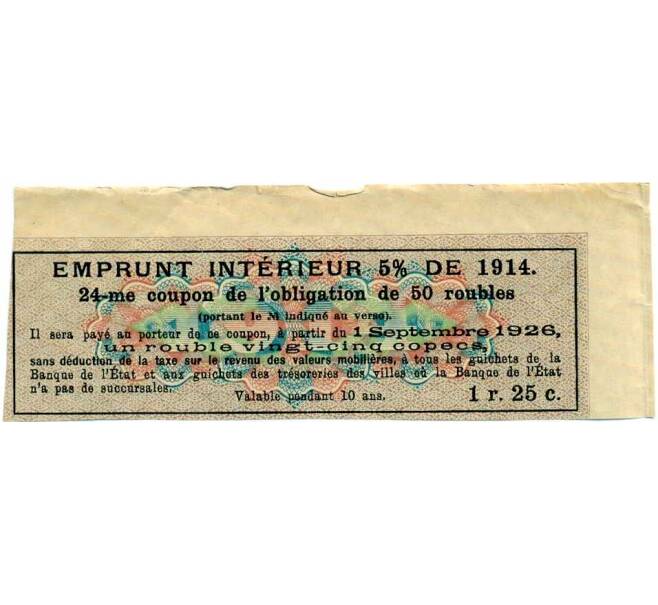 EMPRUNT INTÉRIEUR 5% DE 1914.
24-me coupon de l'obligation de 50 roubles
(portant le № indiqué au verso).
Il sera payé au porteur de ce coupon, à partir du 1 Septembre 1926,
un rouble vingt-cinq copecs,
sans déduction de la taxe sur le revenu des valeurs mobilières, à tous les guichets de la
Banque de l'État et aux guichets des trésoreries des villes où la Banque de l'État
n'a pas de succursales.
Valable pendant 10 ans.
1 r. 25 c.